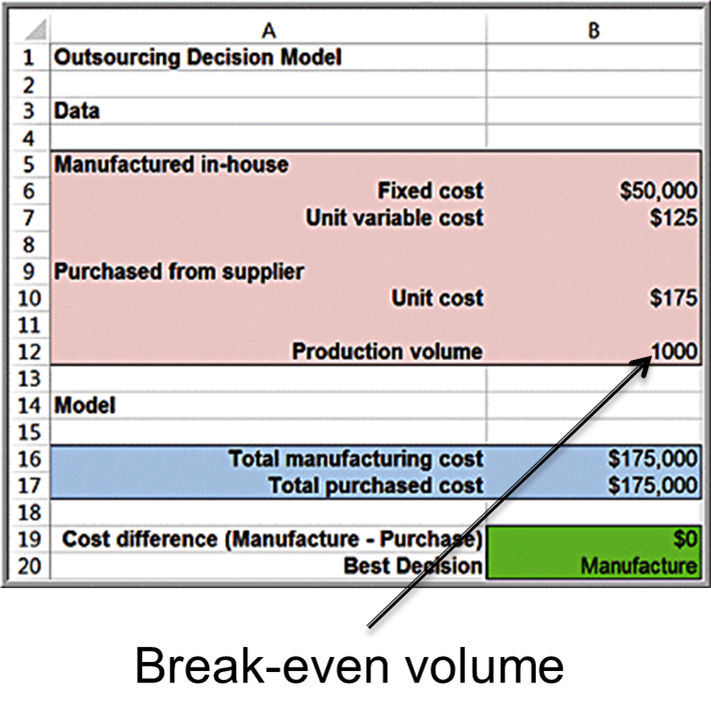 A B
1 Outsourcing Decision Model
2
3 Data
4
5 Manufactured in-house
6 Fixed cost $50,000
7 Unit variable cost $125
8
9 Purchased from supplier
10 Unit cost $175
11
12 Production volume 1000
13
14 Model
15
16 Total manufacturing cost $175,000
17 Total purchased cost $175,000
18
19 Cost difference (Manufacture - Purchase) $0
20 Best Decision Manufacture
Break-even volume